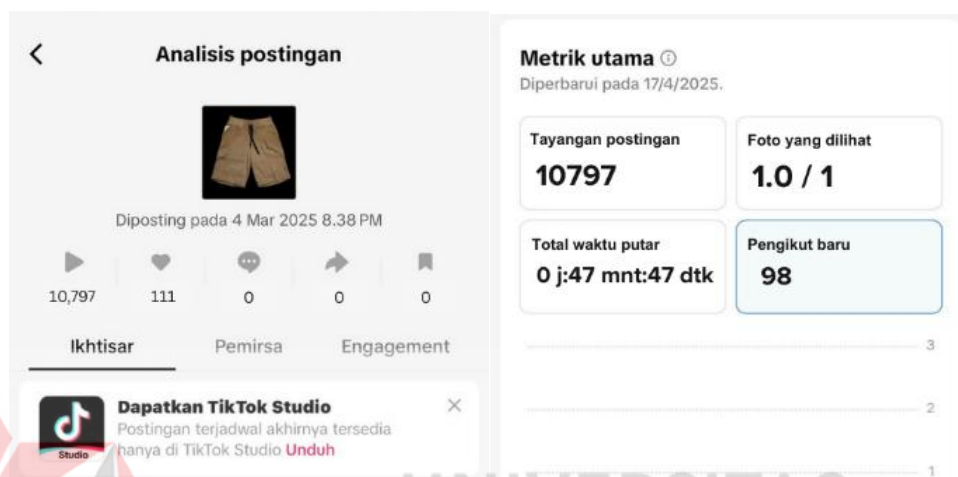 Analisis postingan
Diposting pada 4 Mar 2025 8.38 PM
10,797 111 0 0 0
Ikhtisar Pemirsa Engagement
Dapatkan TikTok Studio
Postingan terjadwal akhirnya tersedia
hanya di TikTok Studio Unduh
Studio
Metrik utama
Diperbarui pada 17/4/2025.
Tayangan postingan
10797
Foto yang dilihat
1.0 / 1
Total waktu putar
0 j:47 mnt:47 dtk
Pengikut baru
98
3
2
1